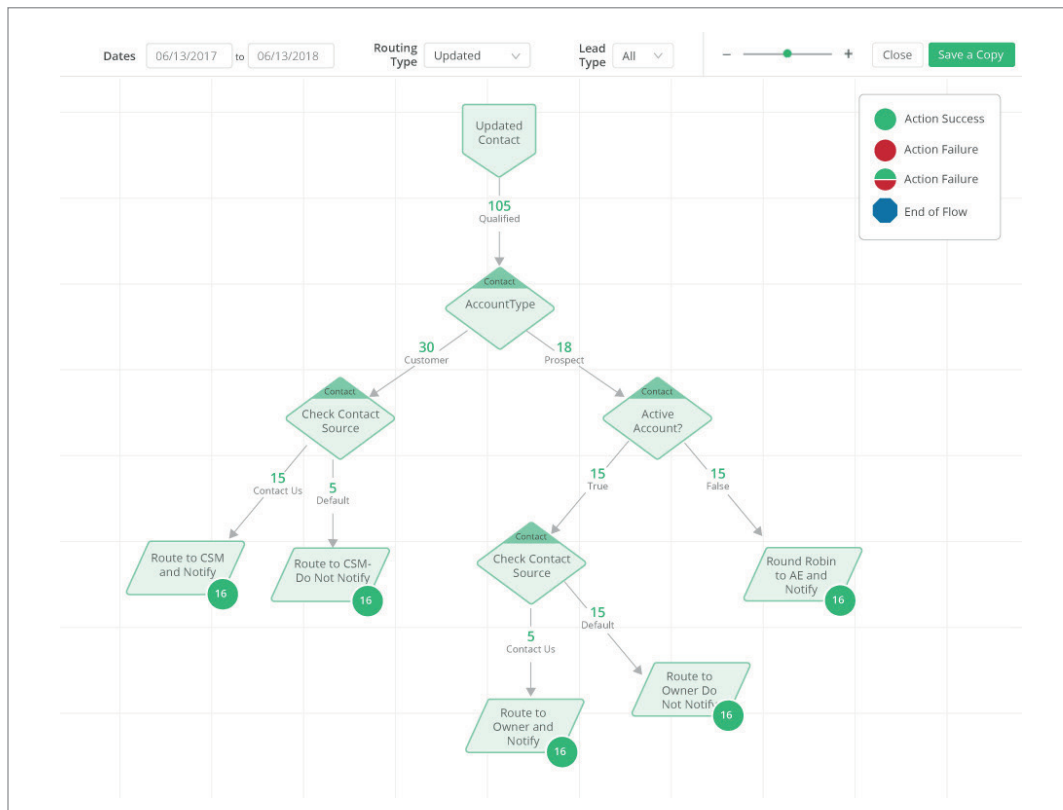 Dates 06/13/2017 to 06/13/2018
Routing
Type
Updated
Lead
Type
All
− +
Close
Save a Copy
Action Success
Action Failure
Action Failure
End of Flow
Updated
Contact
105
Qualified
Contact
AccountType
30
Customer
18
Prospect
Contact
Check Contact
Source
Contact
Active
Account?
15
Contact Us
5
Default
15
True
15
False
Route to CSM
and Notify
16
Route to CSM-
Do Not Notify
16
Contact
Check Contact
Source
Round Robin
to AE and
Notify
16
5
Contact Us
15
Default
Route to
Owner and
Notify
16
Route to
Owner Do
Not Notify
16